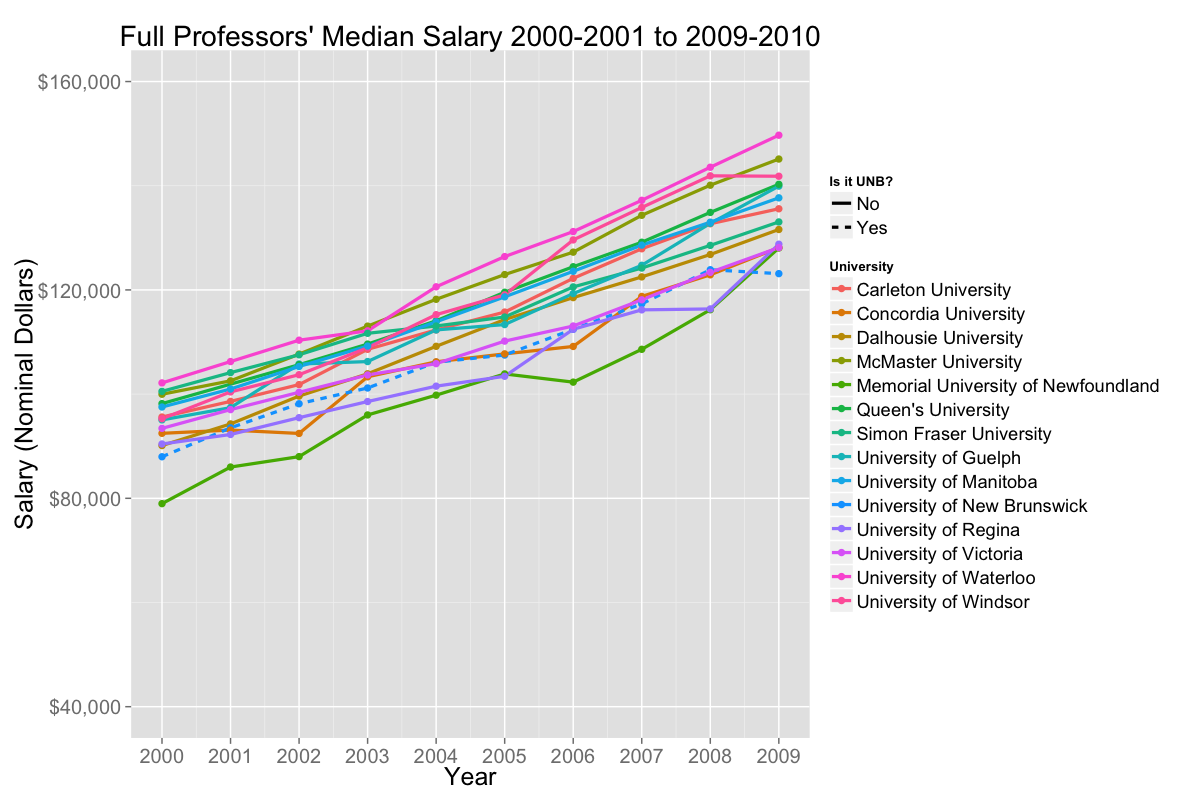 Full Professors' Median Salary 2000-2001 to 2009-2010
$160,000
$120,000
$80,000
$40,000
Salary (Nominal Dollars)
2000 2001 2002 2003 2004 2005 2006 2007 2008 2009
Year
Is it UNB?
No
Yes
University
Carleton University
Concordia University
Dalhousie University
McMaster University
Memorial University of Newfoundland
Queen's University
Simon Fraser University
University of Guelph
University of Manitoba
University of New Brunswick
University of Regina
University of Victoria
University of Waterloo
University of Windsor